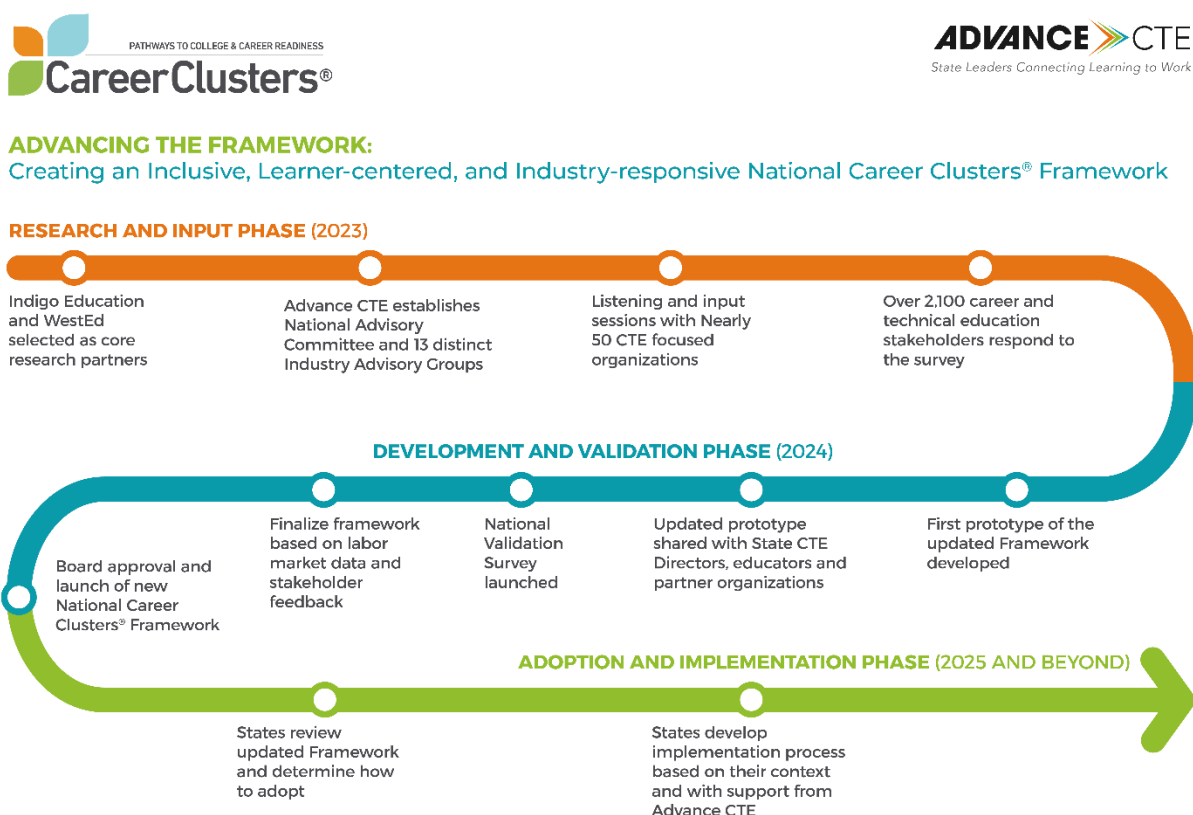 PATHWAYS TO COLLEGE & CAREER READINESS
CareerClusters®
ADVANCE CTE
State Leaders Connecting Learning to Work
ADVANCING THE FRAMEWORK:
Creating an Inclusive, Learner-centered, and Industry-responsive National Career Clusters® Framework
RESEARCH AND INPUT PHASE (2023)
Indigo Education
and WestEd
selected as core
research partners
Advance CTE establishes
National Advisory
Committee and 13 distinct
Industry Advisory Groups
Listening and input
sessions with Nearly
50 CTE focused
organizations
Over 2,100 career and
technical education
stakeholders respond to
the survey
DEVELOPMENT AND VALIDATION PHASE (2024)
First prototype of the
updated Framework
developed
Updated prototype
shared with State CTE
Directors, educators and
partner organizations
National
Validation
Survey
launched
Finalize framework
based on labor
market data and
stakeholder
feedback
Board approval and
launch of new
National Career
Clusters® Framework
ADOPTION AND IMPLEMENTATION PHASE (2025 AND BEYOND)
States review
updated Framework
and determine how
to adopt
States develop
implementation process
based on their context
and with support from
Advance CTE